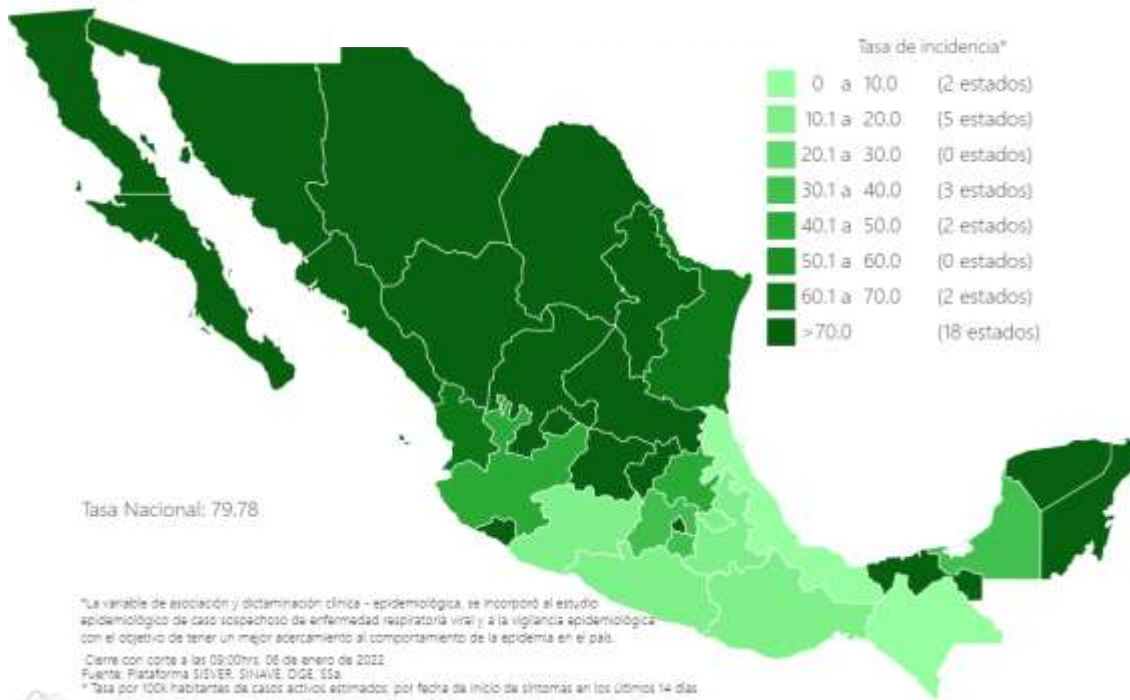 Tasa de incidencia*
0 a 10.0 (2 estados)
10.1 a 20.0 (5 estados)
20.1 a 30.0 (0 estados)
30.1 a 40.0 (3 estados)
40.1 a 50.0 (2 estados)
50.1 a 60.0 (0 estados)
60.1 a 70.0 (2 estados)
>70.0 (18 estados)
Tasa Nacional: 79.78
*La variable de asociación y dictaminación clínica - epidemiológica, se incorporó al estudio
epidemiológico de caso sospechoso de enfermedad respiratoria viral y a la vigilancia epidemiológica
con el objetivo de tener un mejor acercamiento al comportamiento de la epidemia en el país.
Cierre con corte a las 09:00hrs, 06 de enero de 2022
Fuente: Plataforma SISVER, SINAVE, DGE, SSa
* Tasa por 100k habitantes de casos activos estimados, por fecha de inicio de síntomas en los últimos 14 días